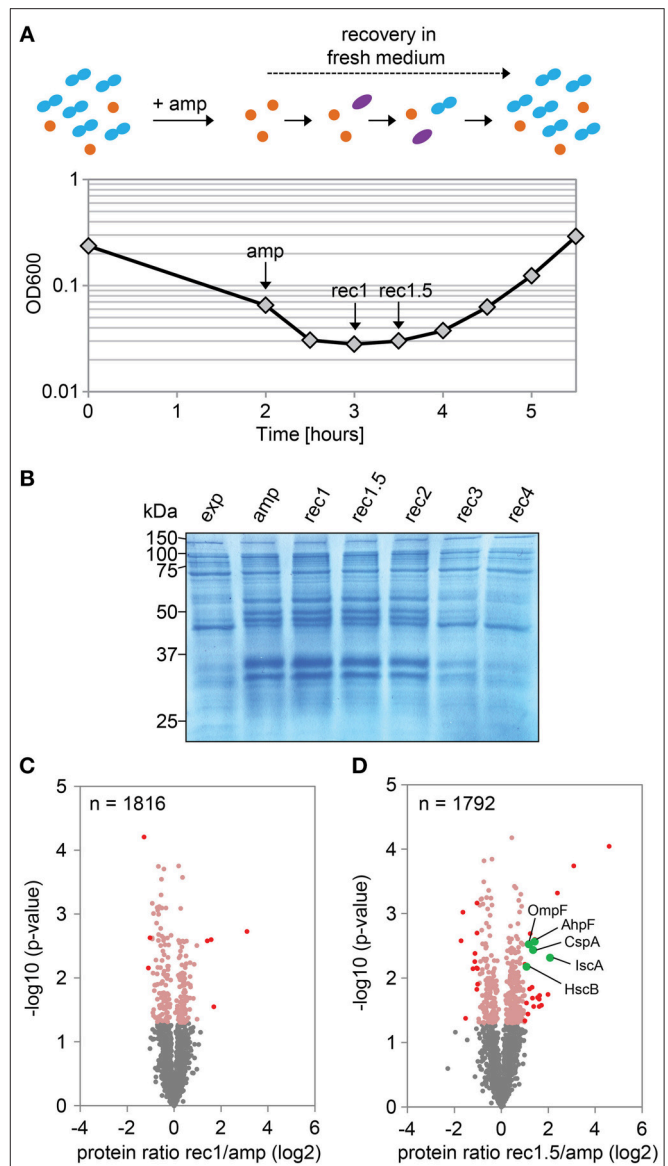 A
recovery in
fresh medium
+ amp
1
0.1
0.01
OD600
amp
rec1
rec1.5
0 1 2 3 4 5
Time [hours]
B
kDa
exp amp rec1 rec1.5 rec2 rec3 rec4
150
100
75
50
37
25
C
n = 1816
5
4
3
2
1
0
-log10 (p-value)
-4 -2 0 2 4 6
protein ratio rec1/amp (log2)
D
n = 1792
5
4
3
2
1
0
-log10 (p-value)
OmpF
AhpF
CspA
IscA
HscB
-4 -2 0 2 4 6
protein ratio rec1.5/amp (log2)